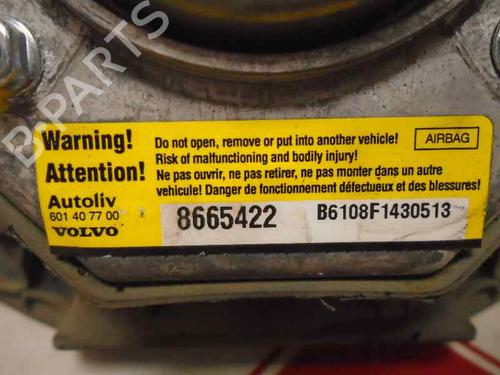 BPARTS
Warning!
Attention!
Autoliv
601 40 77 00
VOLVO
Do not open, remove or put into another vehicle!
Risk of malfunctioning and bodily injury!
Ne pas ouvrir, ne pas retirer, ne pas monter dans un autre
vehicule! Danger de fonctionnement défectueux et des blessures!
AIRBAG
8665422
B6108F1430513